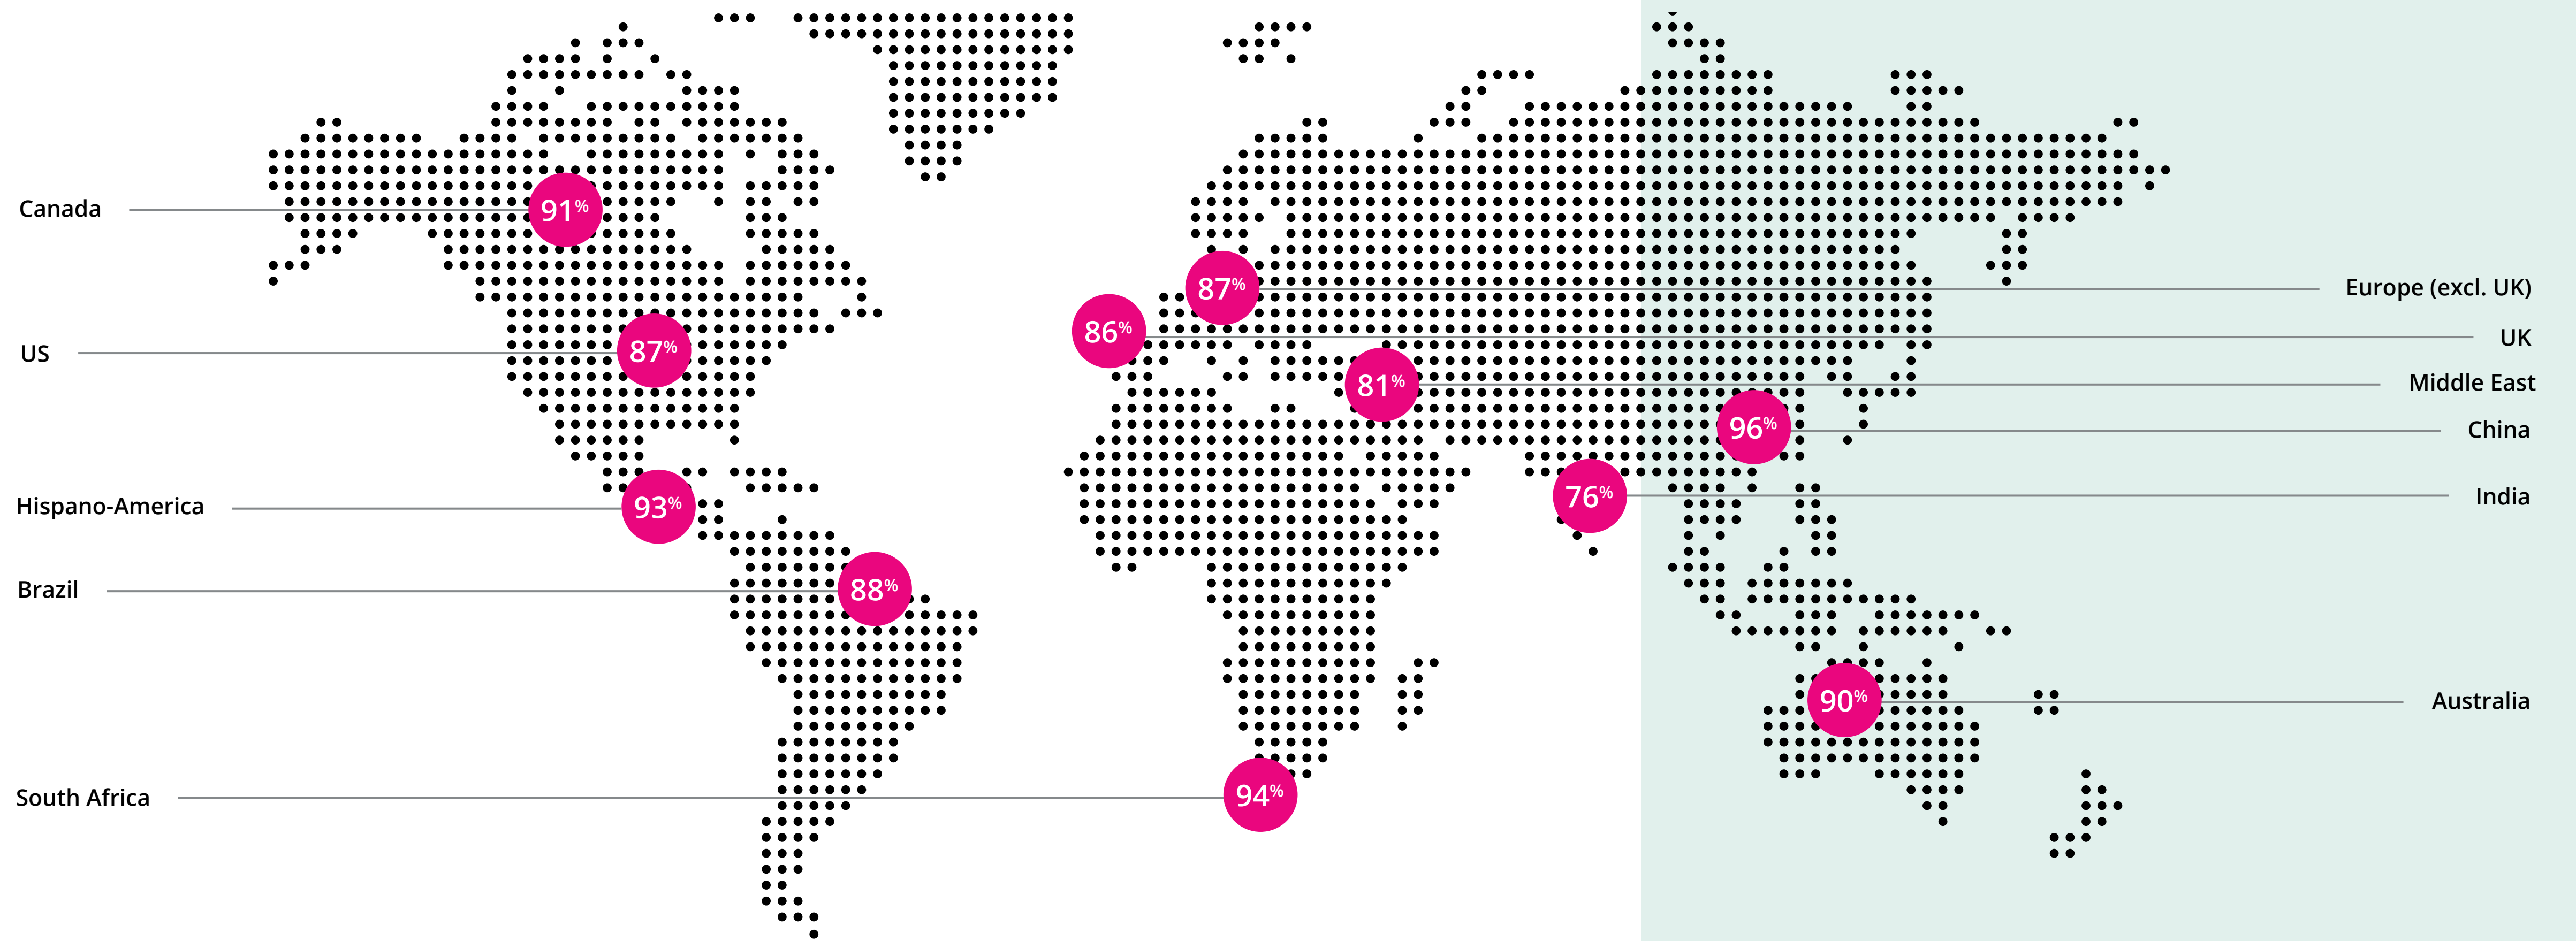 Canada 91%
Europe (excl. UK) 87%
UK 86%
US 87%
Middle East 81%
China 96%
India 76%
Hispano-America 93%
Brazil 88%
Australia 90%
South Africa 94%